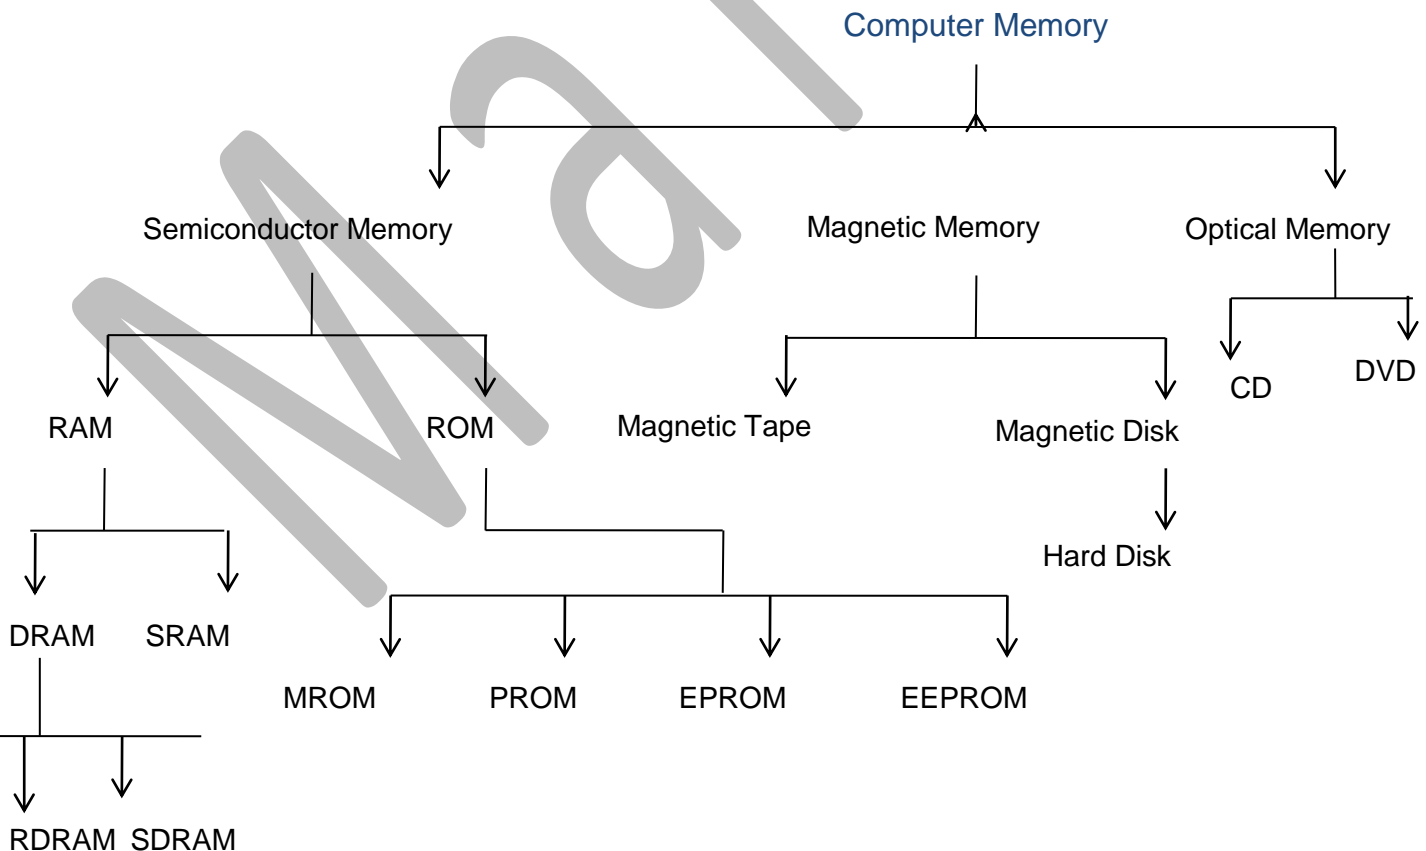 Computer Memory
Semiconductor Memory
Magnetic Memory
Optical Memory
CD
DVD
RAM
ROM
Magnetic Tape
Magnetic Disk
Hard Disk
DRAM
SRAM
MROM
PROM
EPROM
EEPROM
RDRAM
SDRAM